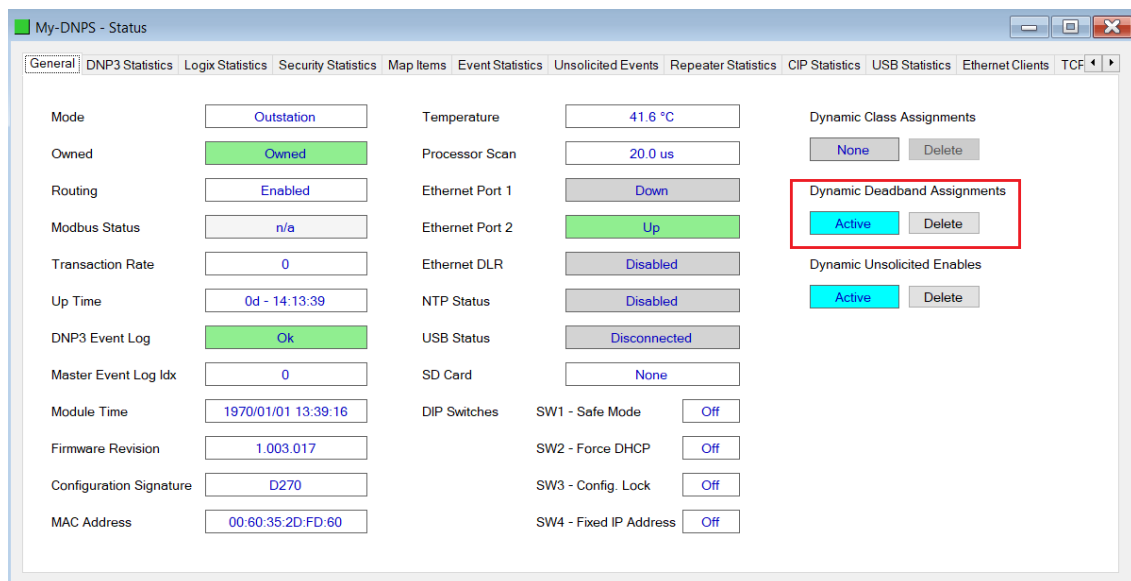 My-DNPS - Status
General DNP3 Statistics Logix Statistics Security Statistics Map Items Event Statistics Unsolicited Events Repeater Statistics CIP Statistics USB Statistics Ethernet Clients TCP
Mode Outstation Temperature 41.6 °C Dynamic Class Assignments
Owned Owned Processor Scan 20.0 us None Delete
Routing Enabled Ethernet Port 1 Down Dynamic Deadband Assignments
Modbus Status n/a Ethernet Port 2 Up Active Delete
Transaction Rate 0 Ethernet DLR Disabled Dynamic Unsolicited Enables
Up Time 0d - 14:13:39 NTP Status Disabled Active Delete
DNP3 Event Log Ok USB Status Disconnected
Master Event Log Idx 0 SD Card None
Module Time 1970/01/01 13:39:16 DIP Switches SW1 - Safe Mode Off
Firmware Revision 1.003.017 SW2 - Force DHCP Off
Configuration Signature D270 SW3 - Config. Lock Off
MAC Address 00:60:35:2D:FD:60 SW4 - Fixed IP Address Off